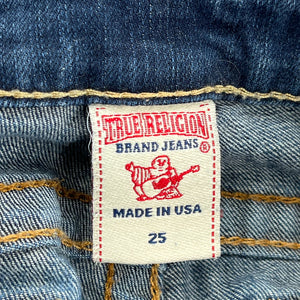 TRUE RELIGION
BRAND JEANS®
MADE IN USA
25